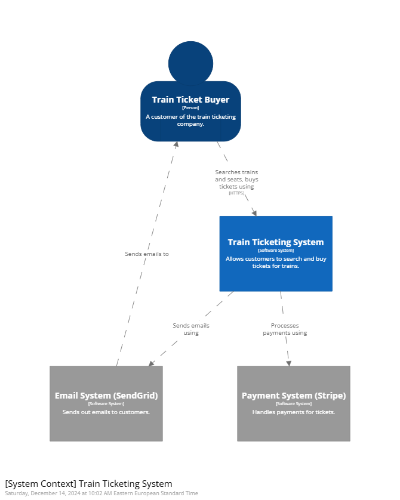 Train Ticket Buyer
[Person]
A customer of the train ticketing
company.
Searches trains
and seats, buys
tickets using
[HTTPS]
Train Ticketing System
[Software System]
Allows customers to search and buy
tickets for trains.
Sends emails to
Sends emails
using
Processes
payments using
Email System (SendGrid)
[Software System]
Sends out emails to customers.
Payment System (Stripe)
[Software System]
Handles payments for tickets.
[System Context] Train Ticketing System
Saturday, December 14, 2024 at 10:02 AM Eastern European Standard Time